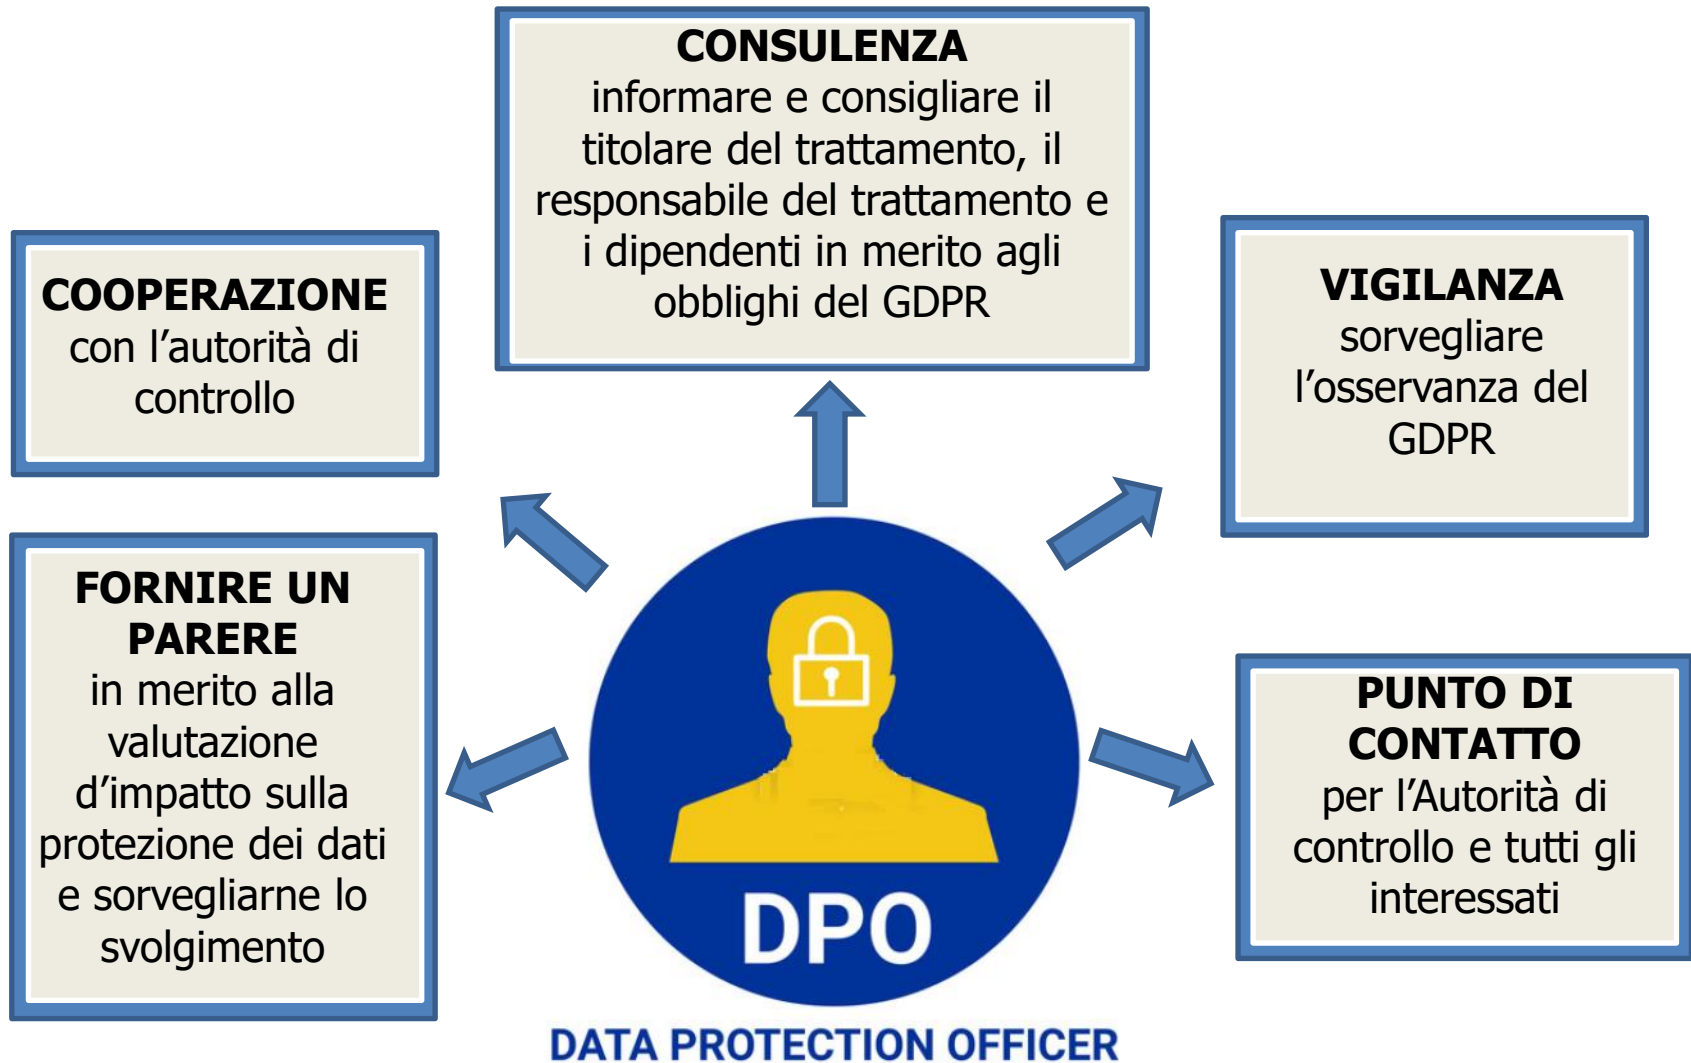 CONSULENZA
informare e consigliare il
titolare del trattamento, il
responsabile del trattamento e
i dipendenti in merito agli
obblighi del GDPR
COOPERAZIONE
con l’autorità di
controllo
VIGILANZA
sorvegliare
l’osservanza del
GDPR
FORNIRE UN
PARERE
in merito alla
valutazione
d’impatto sulla
protezione dei dati
e sorvegliarne lo
svolgimento
PUNTO DI
CONTATTO
per l’Autorità di
controllo e tutti gli
interessati
DPO
DATA PROTECTION OFFICER